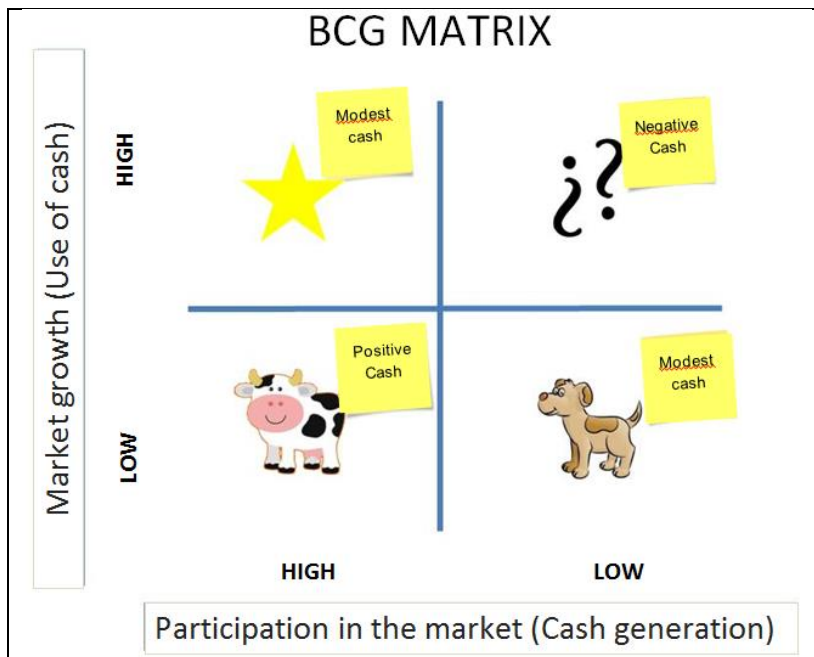 BCG MATRIX
Market growth (Use of cash)
HIGH
Modest
cash
¿?
Negative
Cash
LOW
Positive
Cash
Modest
cash
HIGH
LOW
Participation in the market (Cash generation)